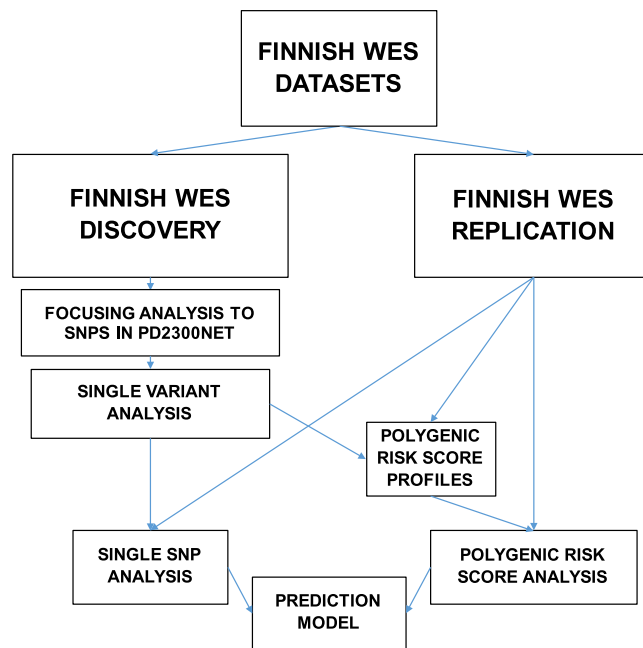 FINNISH WES
DATASETS
FINNISH WES
DISCOVERY
FINNISH WES
REPLICATION
FOCUSING ANALYSIS TO
SNPS IN PD2300NET
SINGLE VARIANT
ANALYSIS
POLYGENIC
RISK SCORE
PROFILES
SINGLE SNP
ANALYSIS
POLYGENIC RISK
SCORE ANALYSIS
PREDICTION
MODEL